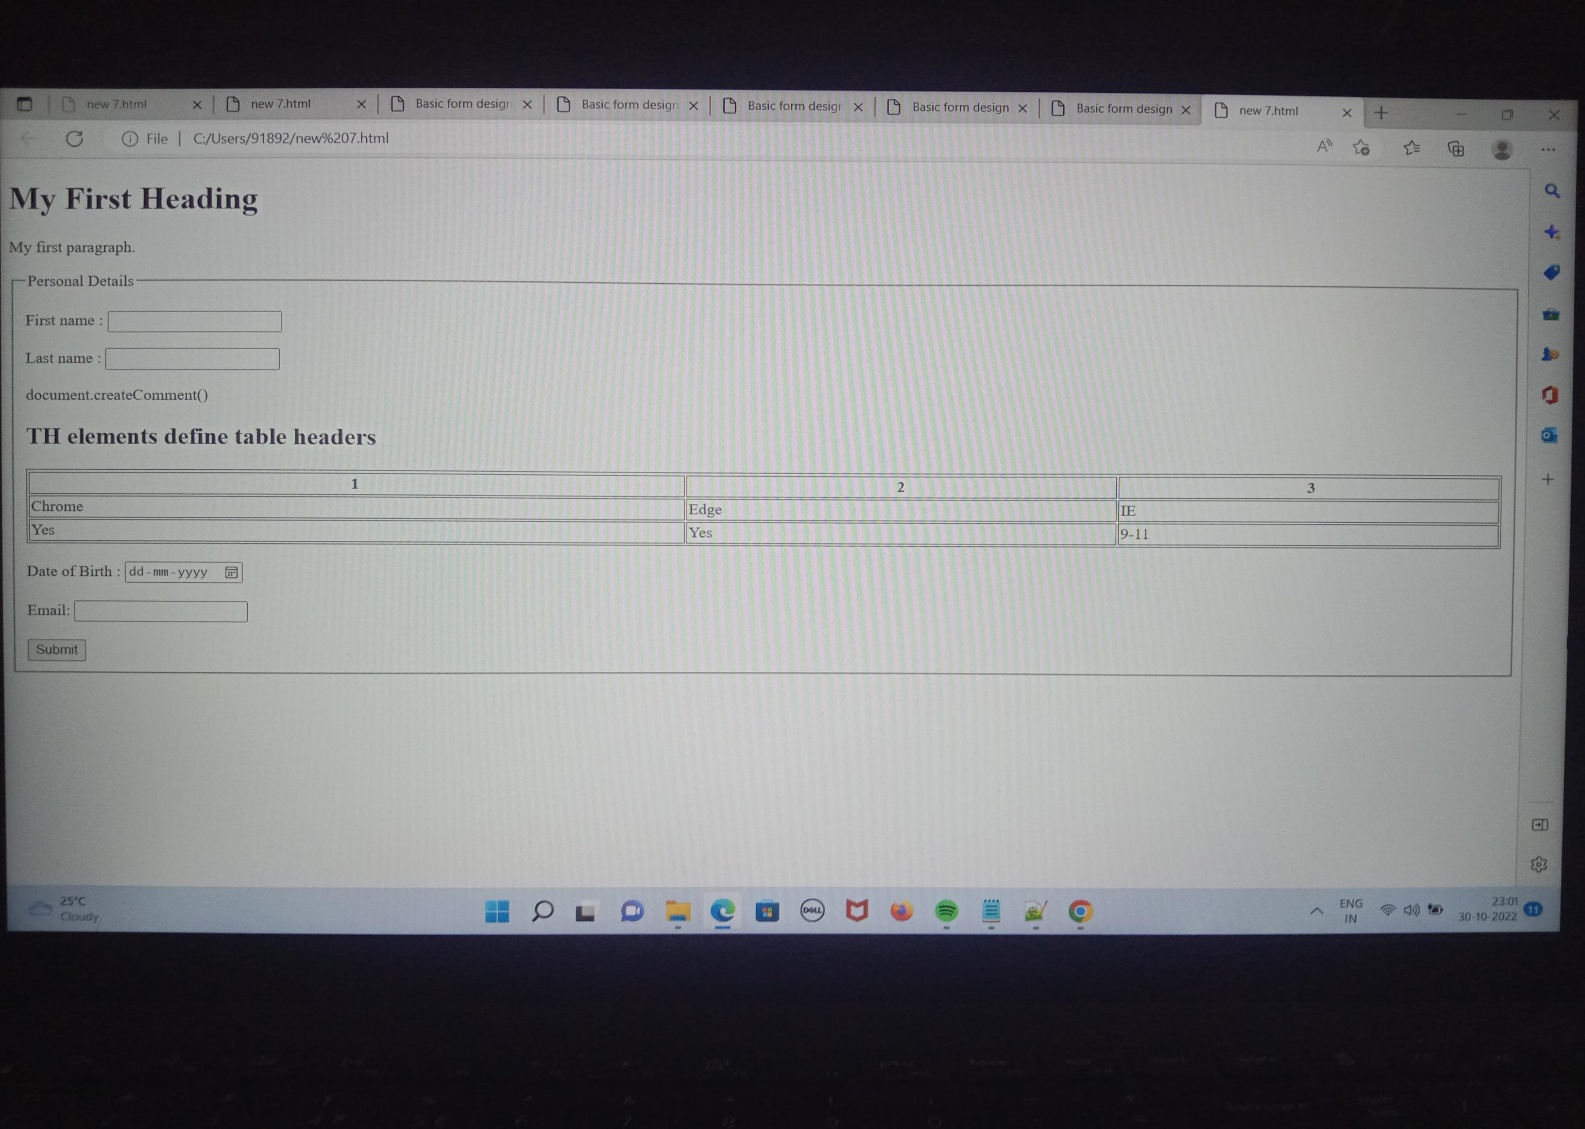 new 7.html
new 7.html
Basic form design
Basic form design
Basic form desig
Basic form design
Basic form design
new 7.html
File
C:/Users/91892/new%207.html
My First Heading
My first paragraph.
Personal Details
First name :
Last name :
document.createComment()
TH elements define table headers
1 2 3
Chrome Edge IE
Yes Yes 9-11
Date of Birth : dd-mm-yyyy
Email:
Submit
25°C
Cloudy
DELL
ENG
IN
23:01
30-10-2022
11